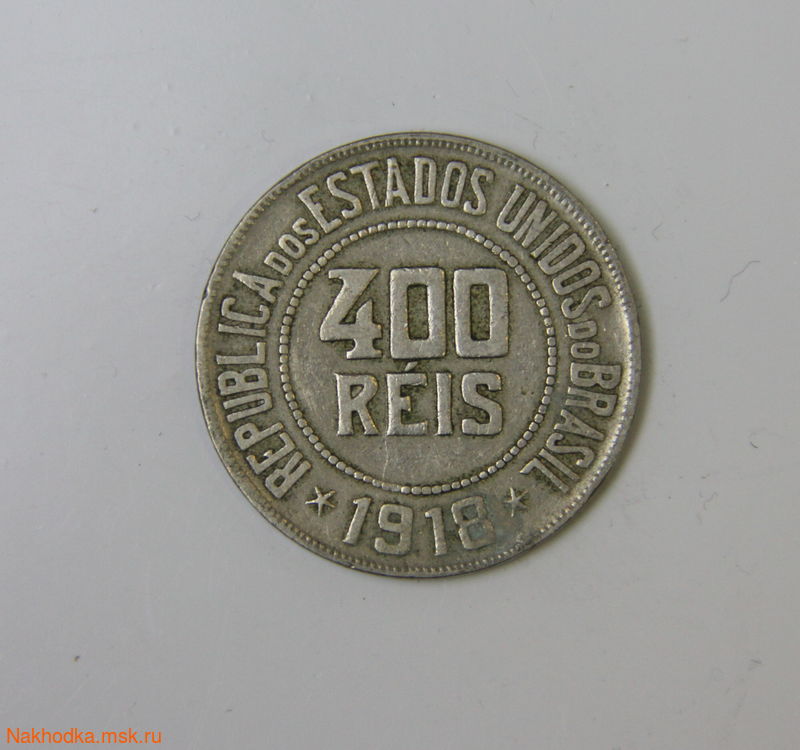 REPUBLICA DOS ESTADOS UNIDOS DO BRASIL
400
RÉIS
1918
Nakhodka.msk.ru